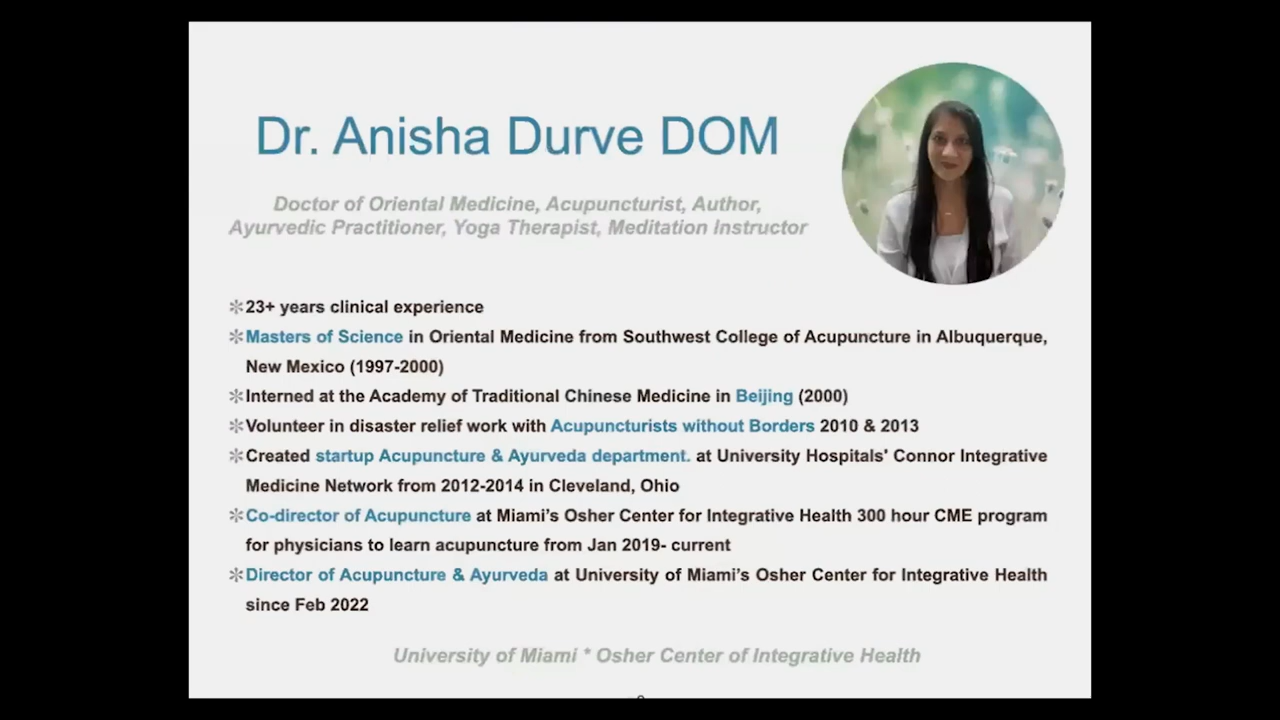 Dr. Anisha Durve DOM
Doctor of Oriental Medicine, Acupuncturist, Author,
Ayurvedic Practitioner, Yoga Therapist, Meditation Instructor
✻23+ years clinical experience
✻Masters of Science in Oriental Medicine from Southwest College of Acupuncture in Albuquerque,
New Mexico (1997-2000)
✻Interned at the Academy of Traditional Chinese Medicine in Beijing (2000)
✻Volunteer in disaster relief work with Acupuncturists without Borders 2010 & 2013
✻Created startup Acupuncture & Ayurveda department. at University Hospitals' Connor Integrative
Medicine Network from 2012-2014 in Cleveland, Ohio
✻Co-director of Acupuncture at Miami’s Osher Center for Integrative Health 300 hour CME program
for physicians to learn acupuncture from Jan 2019- current
✻Director of Acupuncture & Ayurveda at University of Miami’s Osher Center for Integrative Health
since Feb 2022
University of Miami * Osher Center of Integrative Health